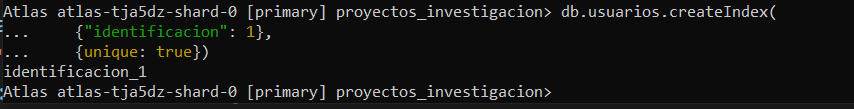 Atlas atlas-tja5dz-shard-0 [primary] proyectos_investigacion> db.usuarios.createIndex(
...     {"identificacion": 1},
...     {unique: true})
identificacion_1
Atlas atlas-tja5dz-shard-0 [primary] proyectos_investigacion>